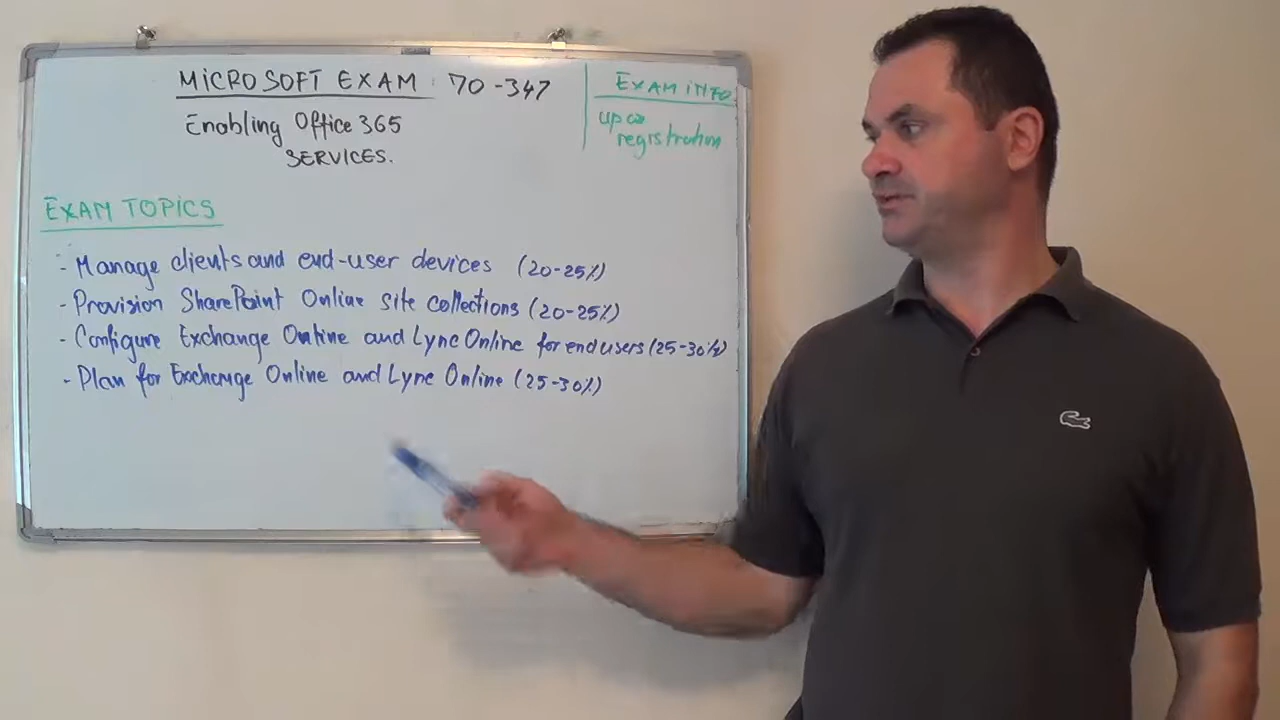 MICROSOFT EXAM : 70-347
Enabling Office 365
SERVICES.
EXAM INFO
upon
registration
EXAM TOPICS
- Manage clients and end-user devices (20-25%)
- Provision SharePoint Online site collections (20-25%)
- Configure Exchange Online and Lync Online for end users (25-30%)
- Plan for Exchange Online and Lync Online (25-30%)